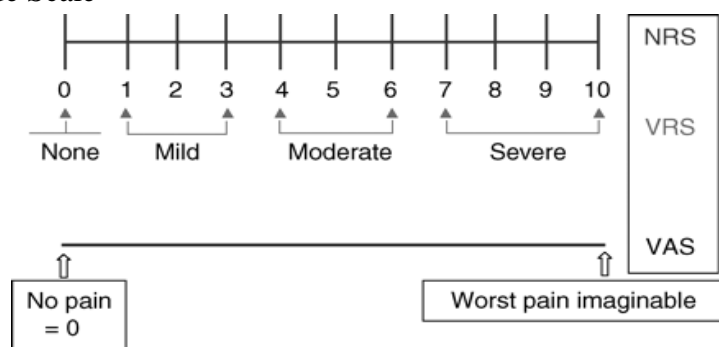 NRS
0 1 2 3 4 5 6 7 8 9 10
None Mild Moderate Severe
VRS
VAS
No pain
= 0
Worst pain imaginable